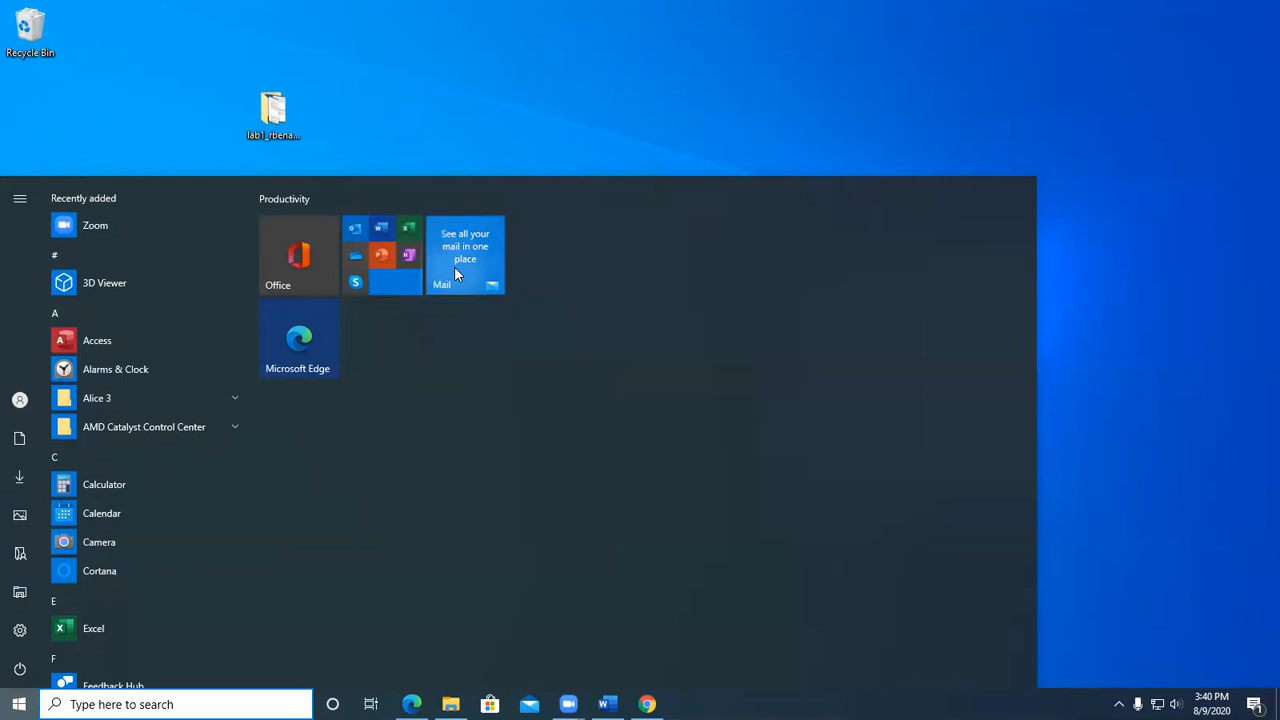 Recycle Bin
lab1_rbena...
Recently added
Productivity
Zoom
#
3D Viewer
A
Access
Alarms & Clock
Alice 3
AMD Catalyst Control Center
C
Calculator
Calendar
Camera
Cortana
E
Excel
F
Feedback Hub
Office
See all your
mail in one
place
Mail
Microsoft Edge
Type here to search
3:40 PM
8/9/2020
1